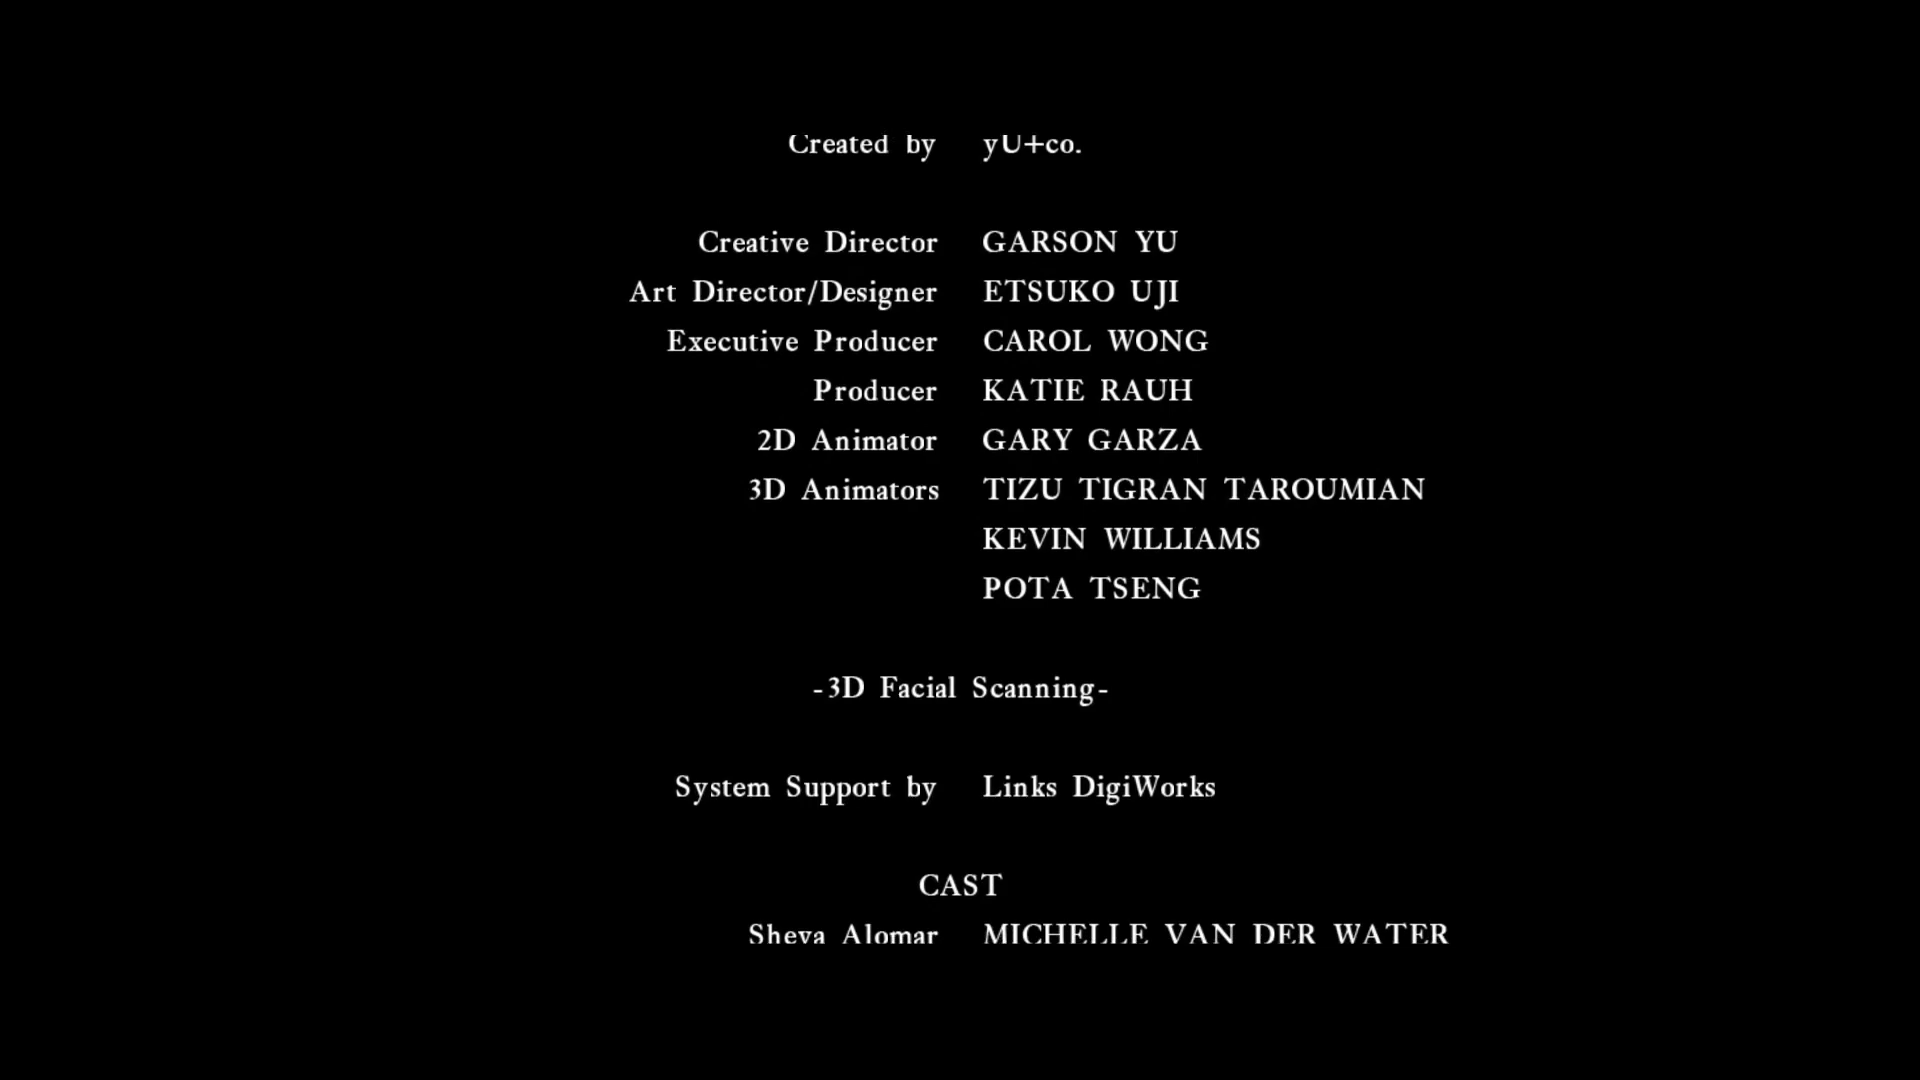 Created by yU+co.
Creative Director GARSON YU
Art Director/Designer ETSUKO UJI
Executive Producer CAROL WONG
Producer KATIE RAUH
2D Animator GARY GARZA
3D Animators TIZU TIGRAN TAROUMIAN
KEVIN WILLIAMS
POTA TSENG
-3D Facial Scanning-
System Support by Links DigiWorks
CAST
Sheva Alomar MICHELLE VAN DER WATER